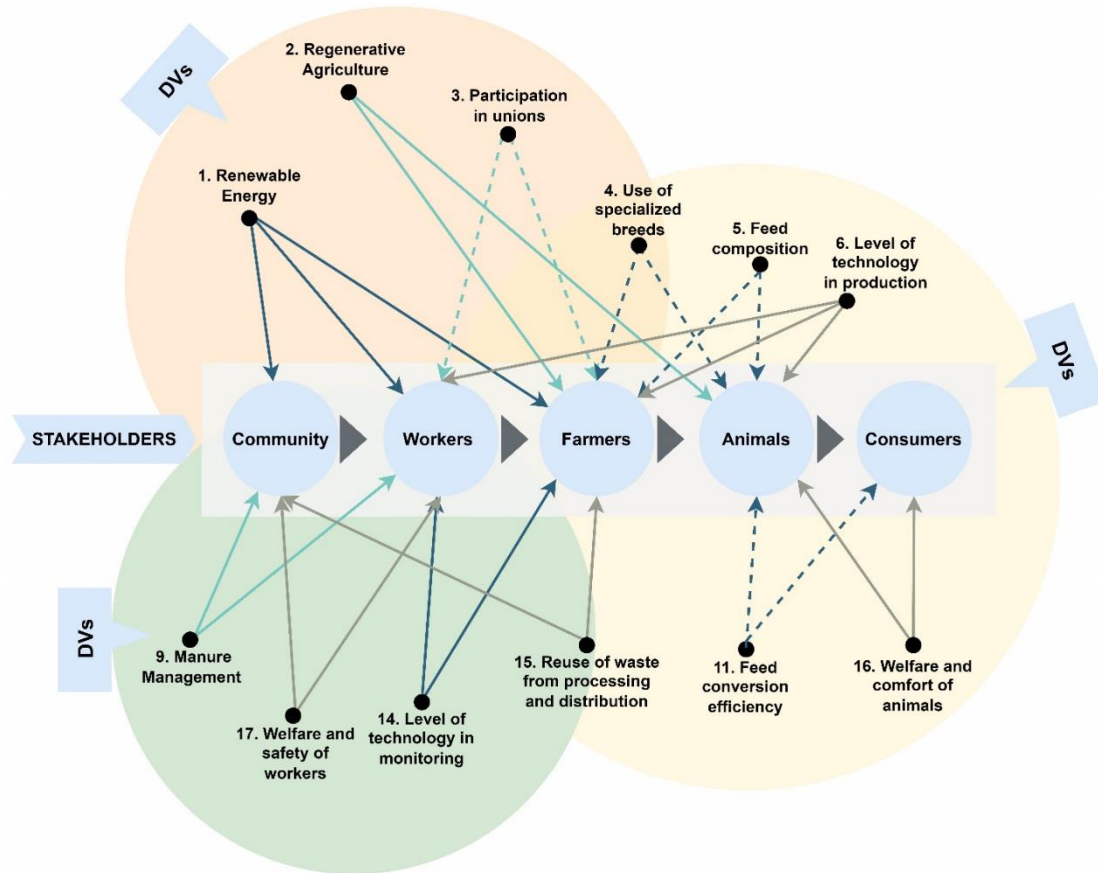 DVs
2. Regenerative
Agriculture
3. Participation
in unions
1. Renewable
Energy
4. Use of
specialized
breeds
5. Feed
composition
6. Level of
technology
in production
DVs
STAKEHOLDERS
Community
Workers
Farmers
Animals
Consumers
DVs
9. Manure
Management
17. Welfare and
safety of
workers
14. Level of
technology in
monitoring
15. Reuse of waste
from processing
and distribution
11. Feed
conversion
efficiency
16. Welfare and
comfort of
animals